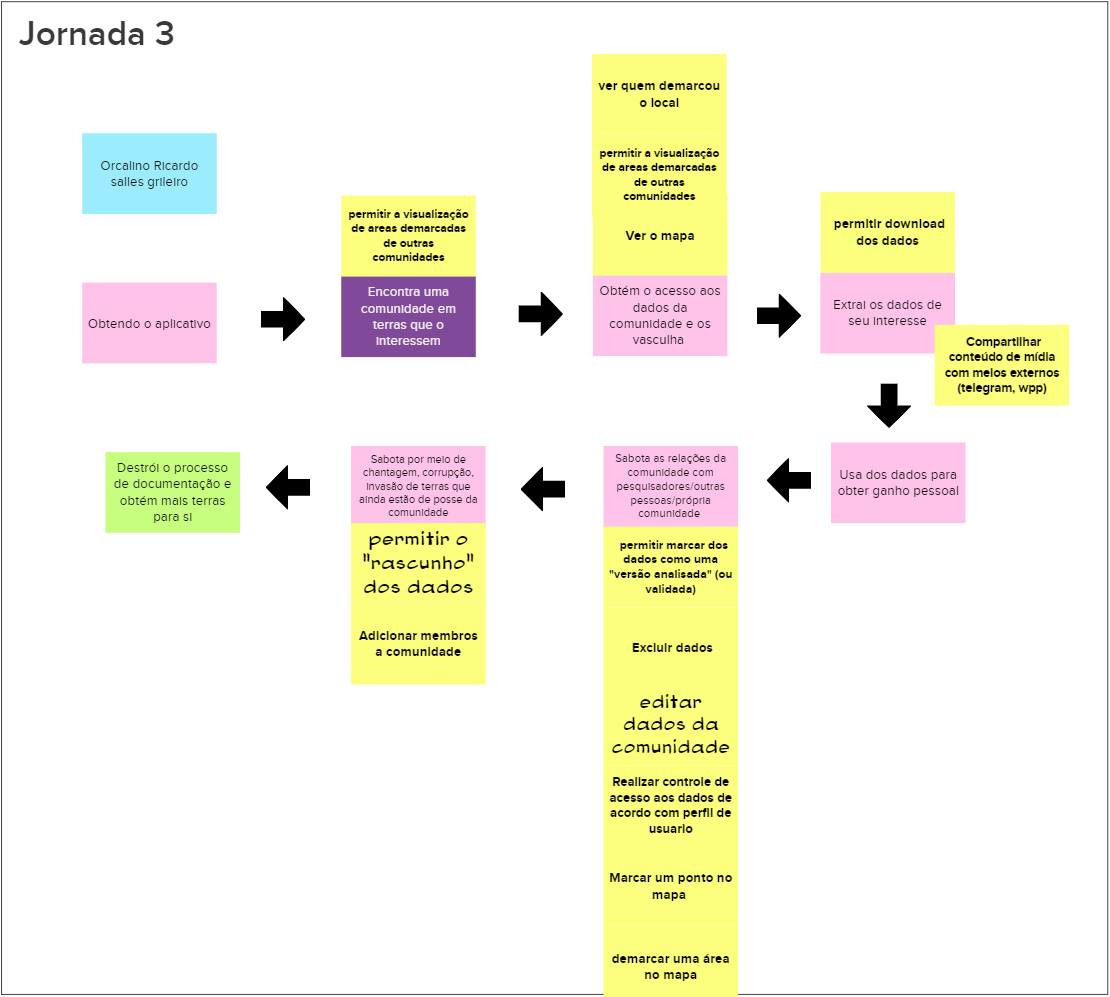 Jornada 3
Orcalino Ricardo
salles grileiro
Obtendo o aplicativo
permitir a visualização
de areas demarcadas
de outras
comunidades
Encontra uma
comunidade em
terras que o
interessem
ver quem demarcou
o local
permitir a visualização
de areas demarcadas
de outras
comunidades
Ver o mapa
Obtém o acesso aos
dados da
comunidade e os
vasculha
permitir download
dos dados
Extrai os dados de
seu interesse
Compartilhar
conteúdo de mídia
com meios externos
(telegram, wpp)
Usa dos dados para
obter ganho pessoal
Sabota as relações da
comunidade com
pesquisadores/outras
pessoas/própria
comunidade
permitir marcar dos
dados como uma
"versão analisada" (ou
validada)
Excluir dados
editar
dados da
comunidade
Realizar controle de
acesso aos dados de
acordo com perfil de
usuario
Marcar um ponto no
mapa
demarcar uma área
no mapa
Sabota por meio de
chantagem, corrupção,
invasão de terras que
ainda estão de posse da
comunidade
permitir o
"rascunho"
dos dados
Adicionar membros
a comunidade
Destrói o processo
de documentação e
obtém mais terras
para si